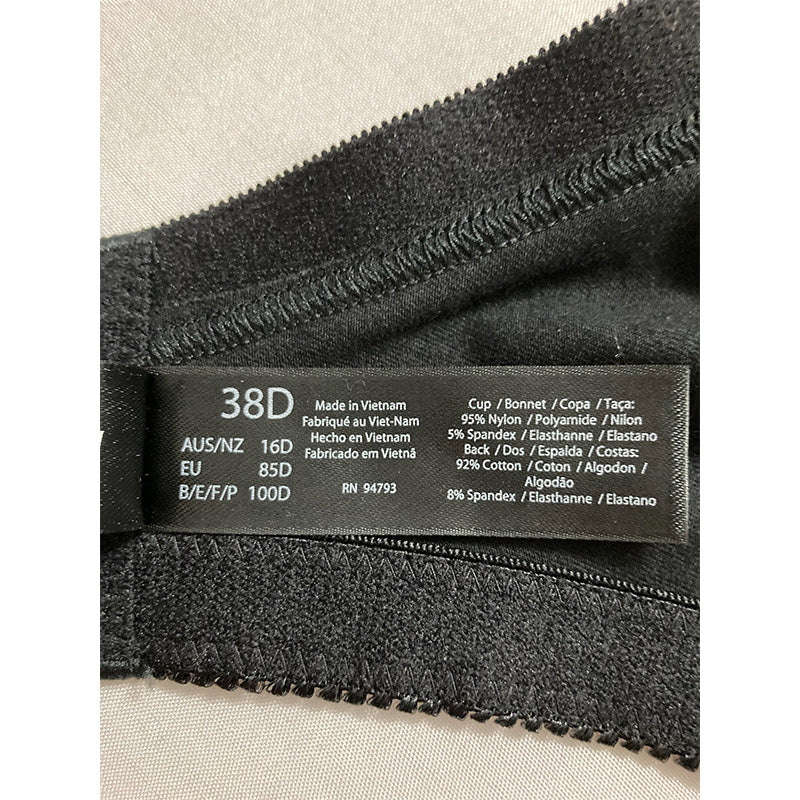 38D
AUS/NZ 16D
EU 85D
B/E/F/P 100D
Made in Vietnam
Fabriqué au Viet-Nam
Hecho en Vietnam
Fabricado em Vietnã
RN 94793
Cup / Bonnet / Copa / Taça:
95% Nylon / Polyamide / Nilon
5% Spandex / Elasthanne / Elastano
Back / Dos / Espalda / Costas:
92% Cotton / Coton / Algodon /
Algodão
8% Spandex / Elasthanne / Elastano